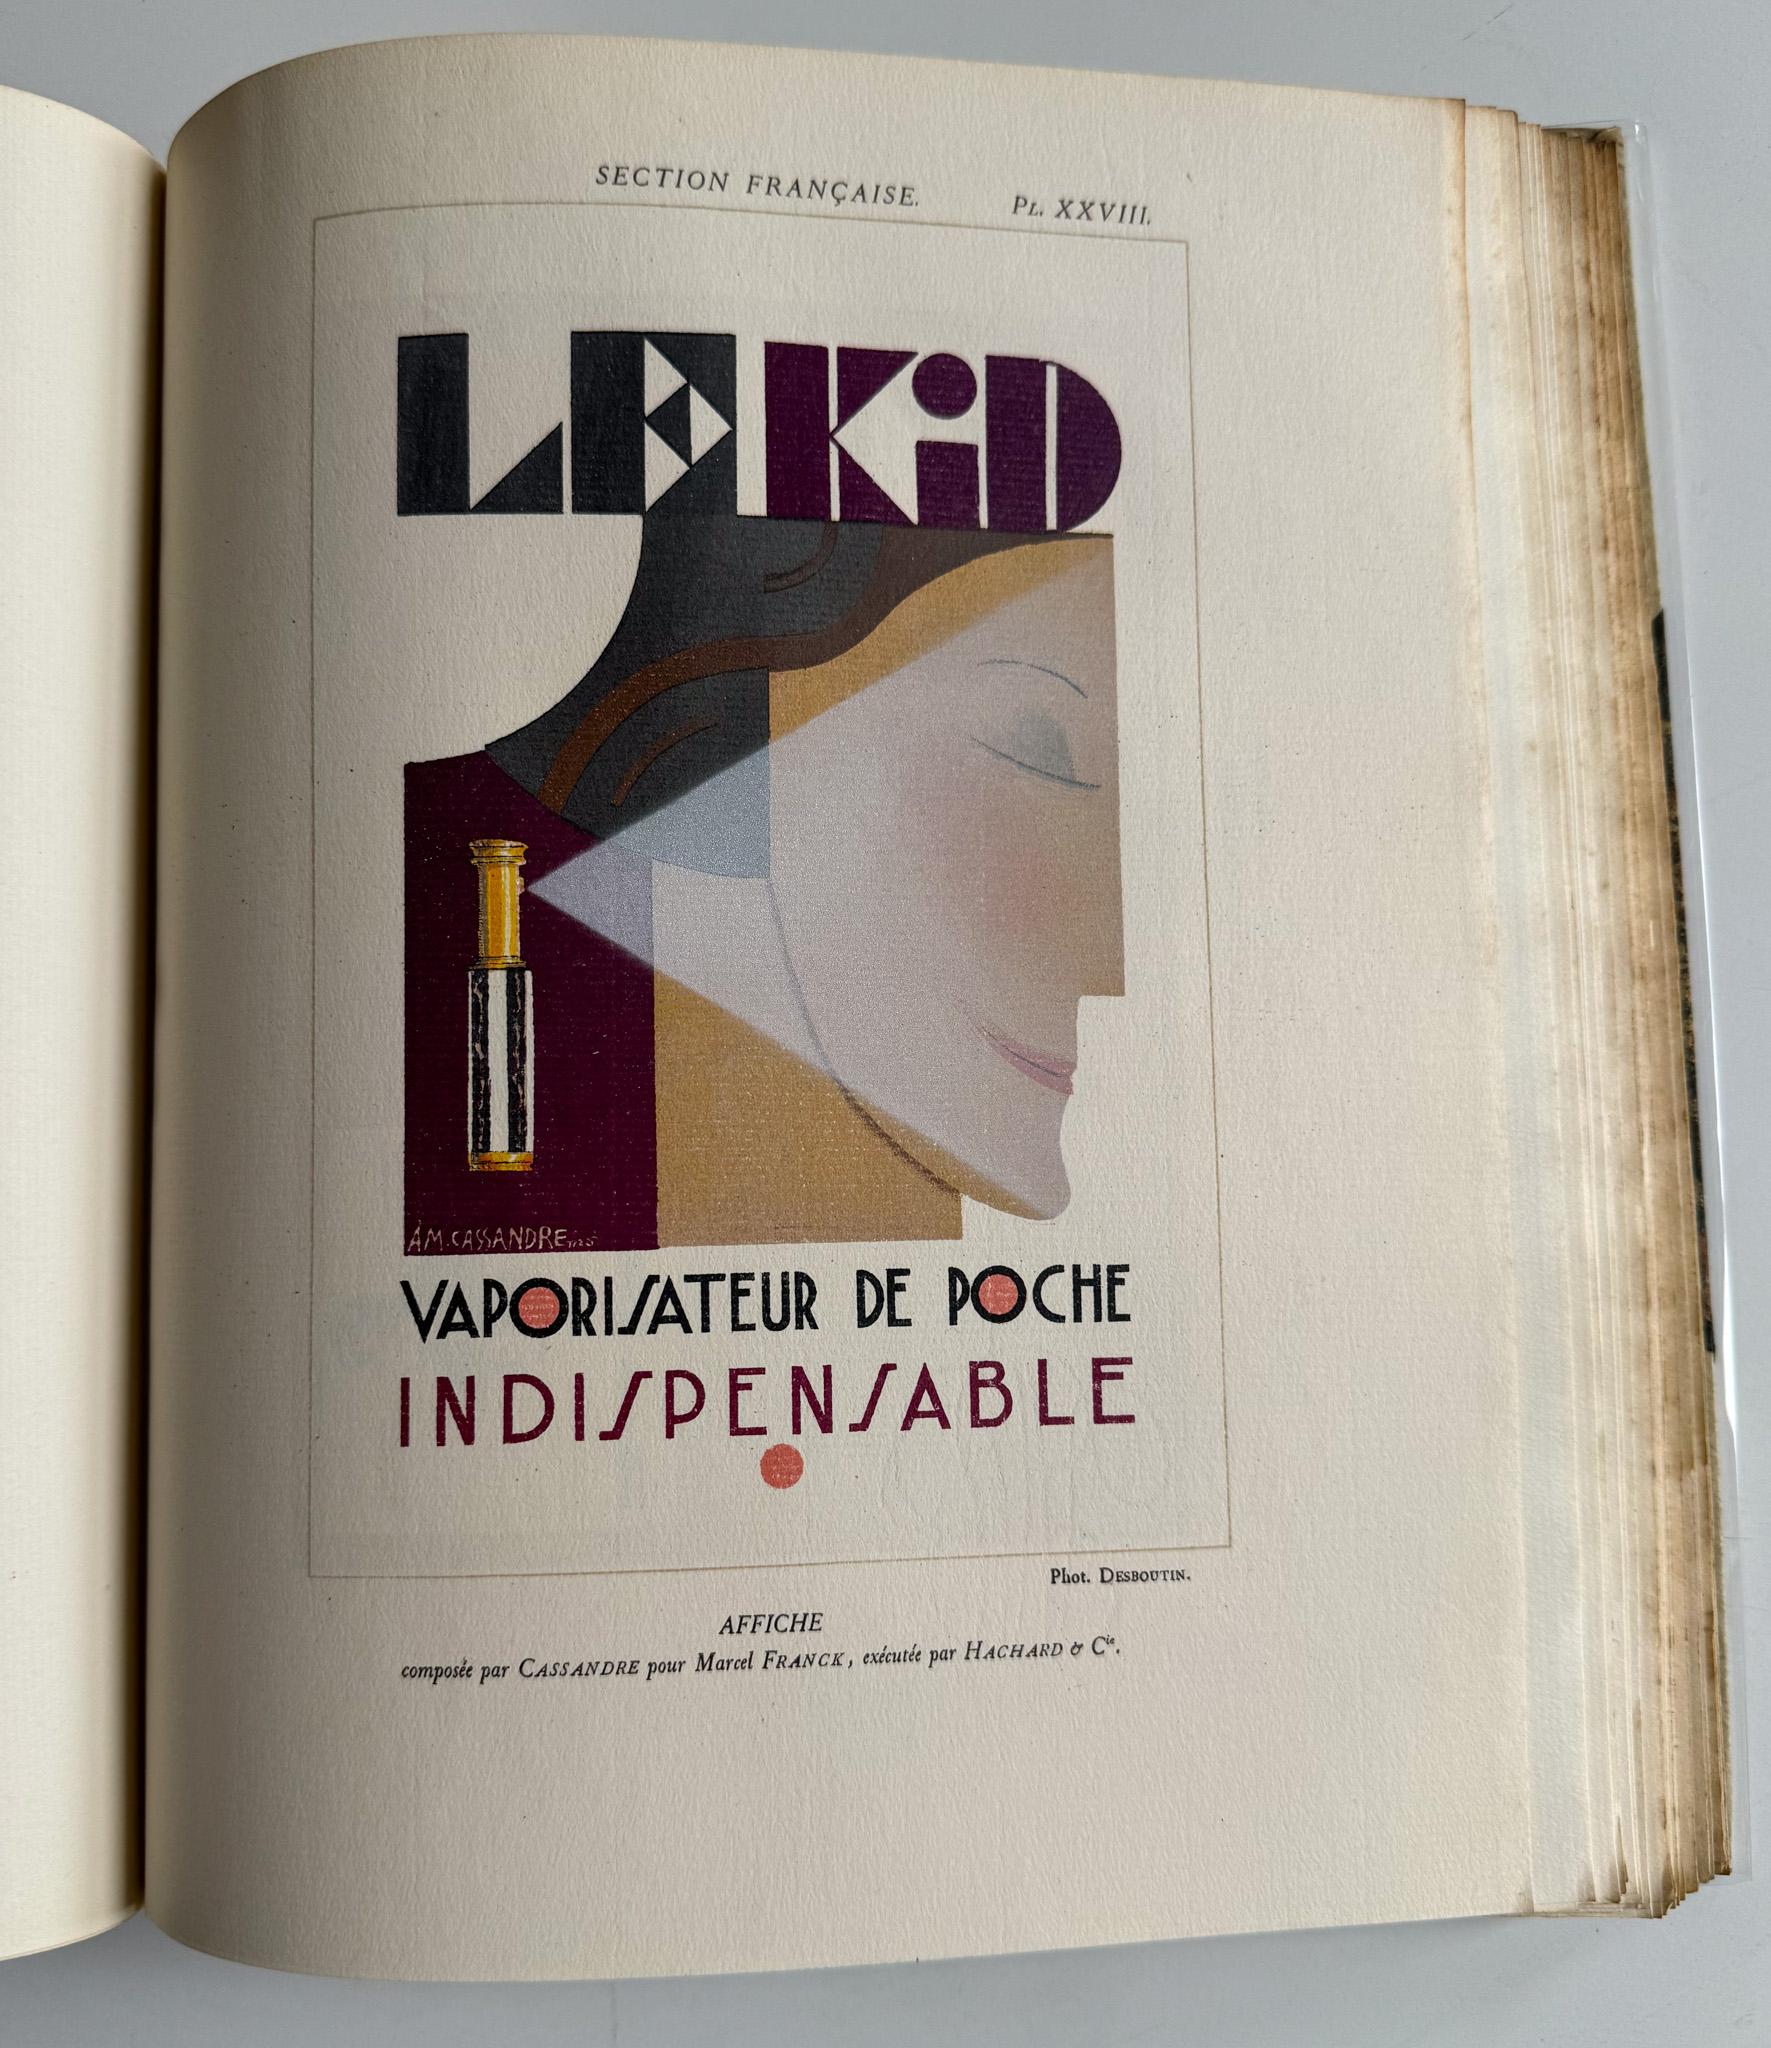 SECTION FRANÇAISE. PL. XXVIII.
LE KiD
A.M. CASSANDRE
VAPORISATEUR DE POCHE
INDISPENSABLE
Phot. DESBOUTIN.
AFFICHE
composée par CASSANDRE pour Marcel FRANCK, exécutée par HACHARD & Cie.